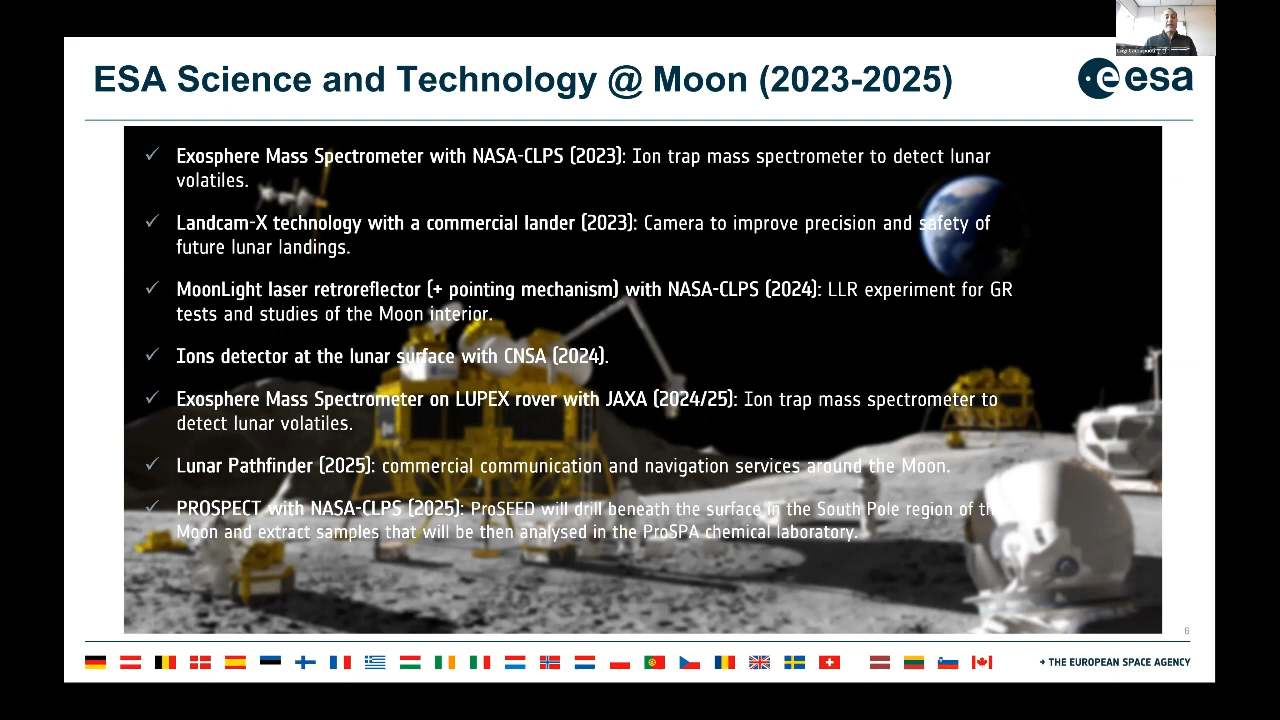 ESA Science and Technology @ Moon (2023-2025)
esa
✓ Exosphere Mass Spectrometer with NASA-CLPS (2023): Ion trap mass spectrometer to detect lunar
volatiles.
✓ Landcam-X technology with a commercial lander (2023): Camera to improve precision and safety of
future lunar landings.
✓ MoonLight laser retroreflector (+ pointing mechanism) with NASA-CLPS (2024): LLR experiment for GR
tests and studies of the Moon interior.
✓ Ions detector at the lunar surface with CNSA (2024).
✓ Exosphere Mass Spectrometer on LUPEX rover with JAXA (2024/25): Ion trap mass spectrometer to
detect lunar volatiles.
✓ Lunar Pathfinder (2025): commercial communication and navigation services around the Moon.
✓ PROSPECT with NASA-CLPS (2025): ProSEED will drill beneath the surface in the South Pole region of
Moon and extract samples that will be then analysed in the ProSPA chemical laboratory.
6
→ THE EUROPEAN SPACE AGENCY